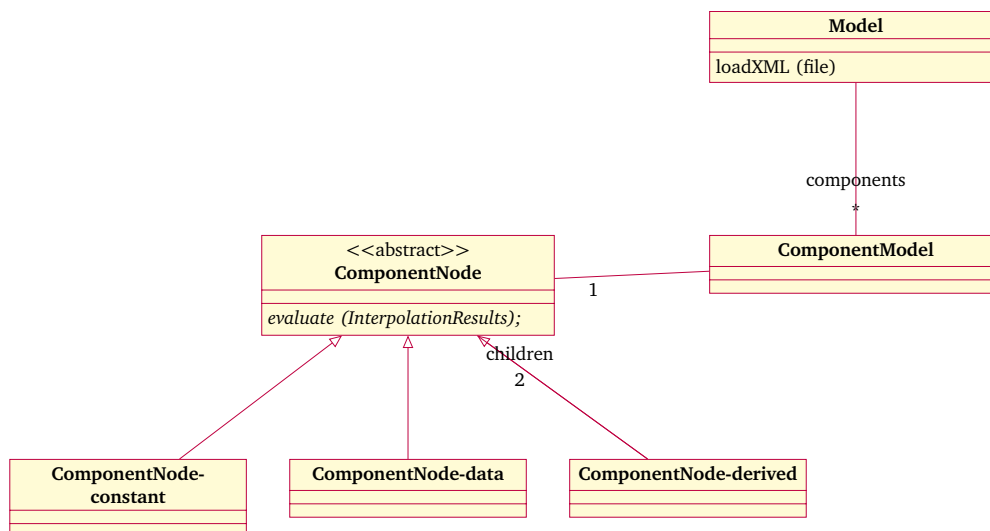 Model
loadXML (file)
components
*
<<abstract>>
ComponentNode
evaluate (InterpolationResults);
1
ComponentModel
children
2
ComponentNode-
constant
ComponentNode-data
ComponentNode-derived